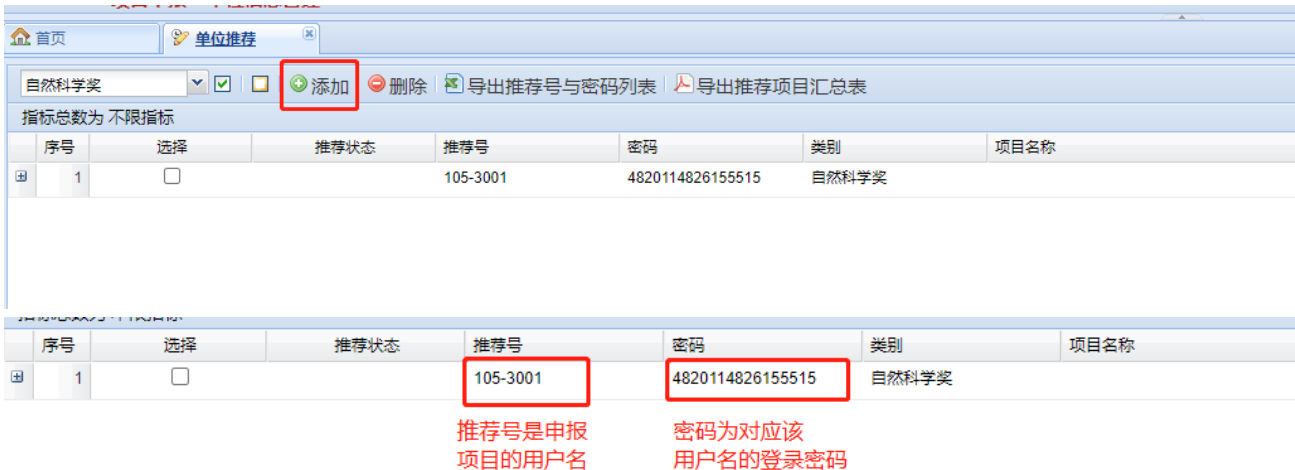 首页 单位推荐
自然科学奖 添加 删除 导出推荐号与密码列表 导出推荐项目汇总表
指标总数为 不限指标
序号 选择 推荐状态 推荐号 密码 类别 项目名称
1 105-3001 4820114826155515 自然科学奖
序号 选择 推荐状态 推荐号 密码 类别 项目名称
1 105-3001 4820114826155515 自然科学奖
推荐号是申报 密码为对应该
项目的用户名 用户名的登录密码